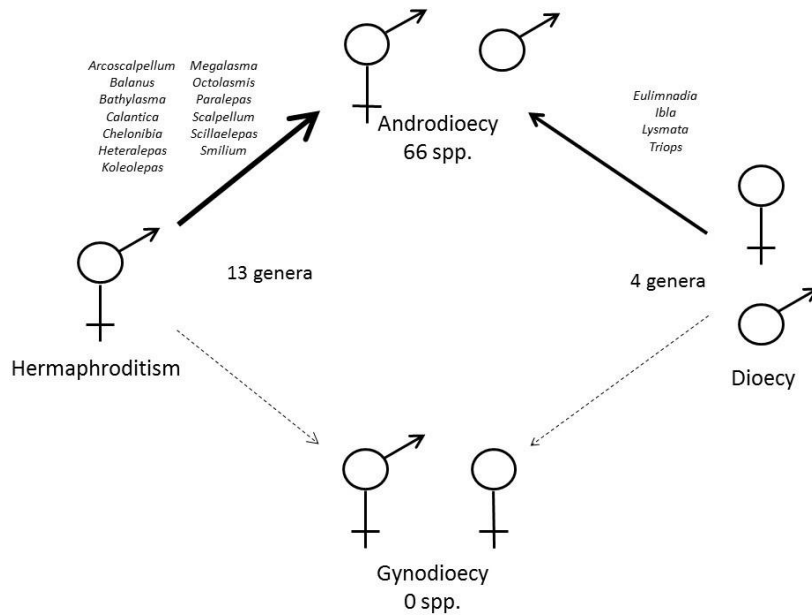 Arcoscalpellum Megalasma
Balanus Octolasmis
Bathylasma Paralepas
Calantica Scalpellum
Chelonibia Scillaelepas
Heteralepas Smilium
Koleolepas
Androdioecy
66 spp.
Eulimnadia
Ibla
Lysmata
Triops
13 genera
4 genera
Hermaphroditism
Dioecy
Gynodioecy
0 spp.